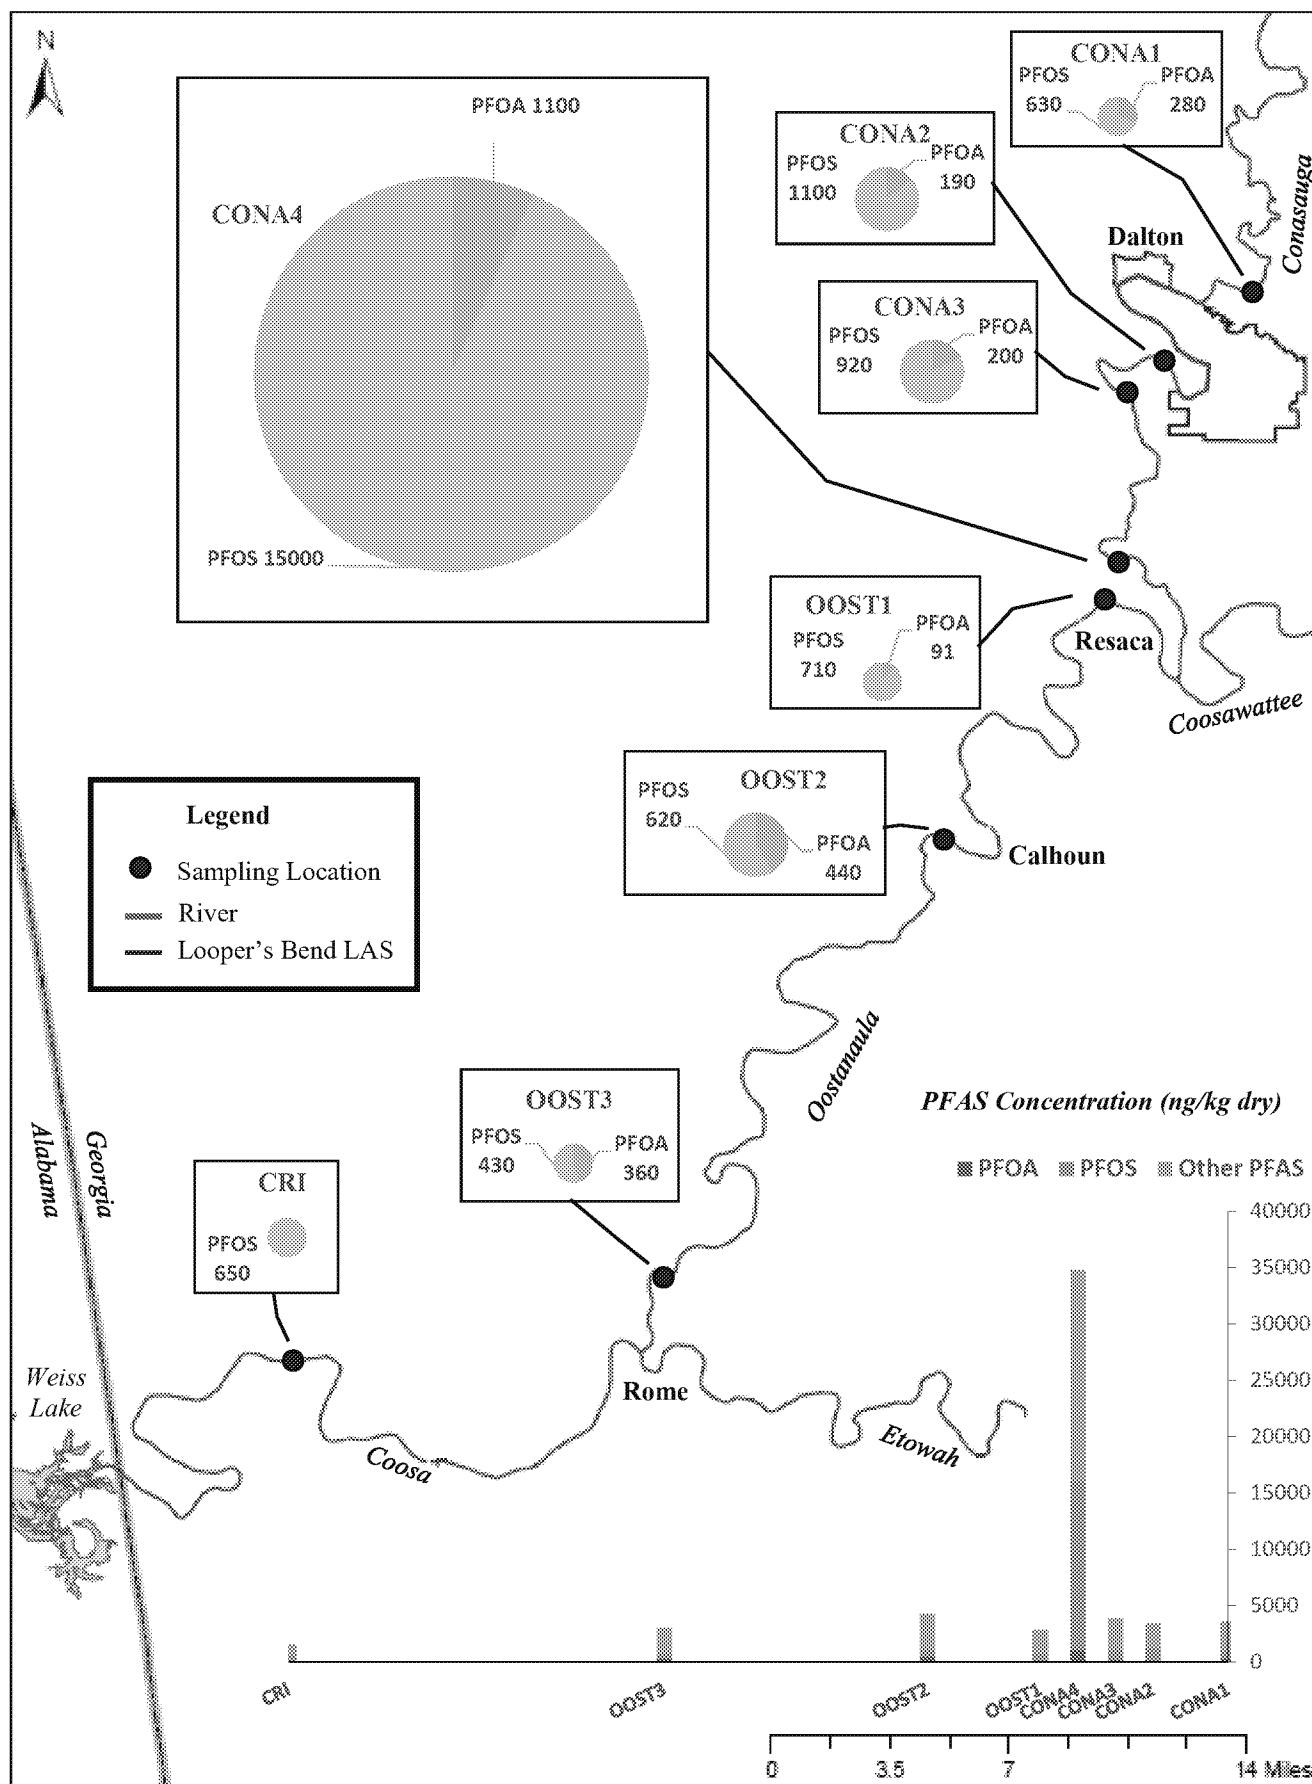 N
CONA1
PFOS PFOA
630 280
PFOA 1100
CONA2
PFOS PFOA
1100 190
CONA4
Conasauga
Dalton
CONA3
PFOS PFOA
920 200
PFOS 15000
OOST1
PFOS PFOA
710 91
Resaca
Coosawattee
OOST2
PFOS
620
PFOA
440
Calhoun
Legend
Sampling Location
River
Looper's Bend LAS
Oostanaula
OOST3
PFOS PFOA
430 360
PFAS Concentration (ng/kg dry)
PFOA PFOS Other PFAS
Georgia
Alabama
CRI
PFOS
650
40000
35000
30000
25000
20000
15000
10000
5000
0
Weiss
Lake
Rome
Coosa
Etowah
CRI OOST3 OOST2 OOST1 CONA4 CONA3 CONA2 CONA1
0 3.5 7 14 Miles